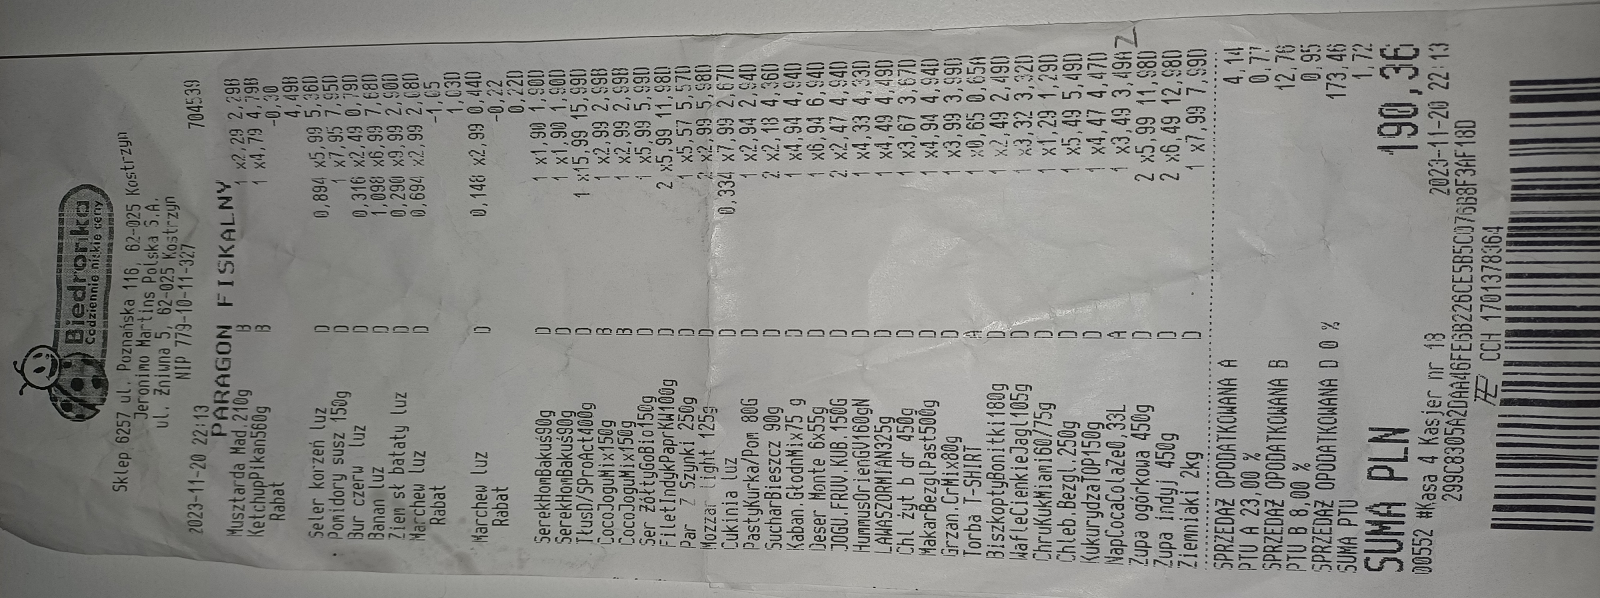 Biedronka
Codziennie niskie ceny
Sklep 6257 ul. Poznańska 116, 62-025 Kostrzyn
Jeronimo Martins Polska S.A.
ul. Żniwna 5, 62-025 Kostrzyn
NIP 779-10-11-327
2023-11-20 22:13 704539
PARAGON FISKALNY
Musztarda Mad.210g B 1 x2,29 2,29B
KetchupPikan560g B 1 x4,79 4,79B
Rabat -0,30
4,49B
Seler korzeń luz D 0,894 x5,99 5,36D
Pomidory susz 150g D 1 x7,95 7,95D
Bur czerw luz D 0,316 x2,49 0,79D
Banan luz D 1,098 x6,99 7,68D
Ziem sł bataty luz D 0,290 x9,99 2,90D
Marchew luz D 0,694 x2,99 2,08D
Rabat -1,05
1,03D
Marchew luz D 0,148 x2,99 0,44D
Rabat -0,22
0,22D
SerekHomBakuś90g D 1 x1,90 1,90D
SerekHomBakuś90g D 1 x1,90 1,90D
TłusD/SProAct400g D 1 x15,99 15,99D
CocoJoguMix150g B 1 x2,99 2,99B
CocoJoguMix150g B 1 x2,99 2,99B
Ser ŻółtyGoBio150g D 1 x5,99 5,99D
FiletIndykPaprKW100g D 2 x5,99 11,98D
Par Z Szynki 250g D 1 x5,57 5,57D
Mozzar light 125g D 2 x2,99 5,98D
Cukinia luz D 0,334 x7,99 2,67D
PastyKurka/Pom 80G D 1 x2,94 2,94D
SucharBieszcz 90g D 2 x2,18 4,36D
Kaban.GłodnMix75 g D 1 x4,94 4,94D
Deser Monte 6x55g D 1 x6,94 6,94D
JOGU.FRUV.KUB.150G D 2 x2,47 4,94D
HummusOrienGV160gN D 1 x4,33 4,33D
LAWASZORMIAN325g D 1 x4,49 4,49D
Chl żyt b dr 450g D 1 x3,67 3,67D
MakarBezglPast500g D 1 x4,94 4,94D
Grzan.CrMix80g D 1 x3,99 3,99D
Torba T-SHIRT A 1 x0,65 0,65A
BiszkoptyBonitki180g D 1 x2,49 2,49D
WafleCienkieJagl105g D 1 x3,32 3,32D
ChruKukMiami60/75g D 1 x1,29 1,29D
Chleb Bezgl.250g D 1 x5,49 5,49D
KukurydzaTOP150g D 1 x4,47 4,47D
NapCocaColaZe0,33L A 1 x3,49 3,49A Z
Zupa ogórkowa 450g D 2 x5,99 11,98D
Zupa indyj 450g D 2 x6,49 12,98D
Ziemniaki 2kg D 1 x7,99 7,99D
SPRZEDAŻ OPODATKOWANA A 4,14
PTU A 23,00 % 0,77
SPRZEDAŻ OPODATKOWANA B 12,76
PTU B 8,00 % 0,95
SPRZEDAŻ OPODATKOWANA D 0 % 173,46
SUMA PTU 1,72
SUMA PLN 190,36
00552 #Kasa 4 Kasjer nr 18 2023-11-20 22:13
CCH 1701378364